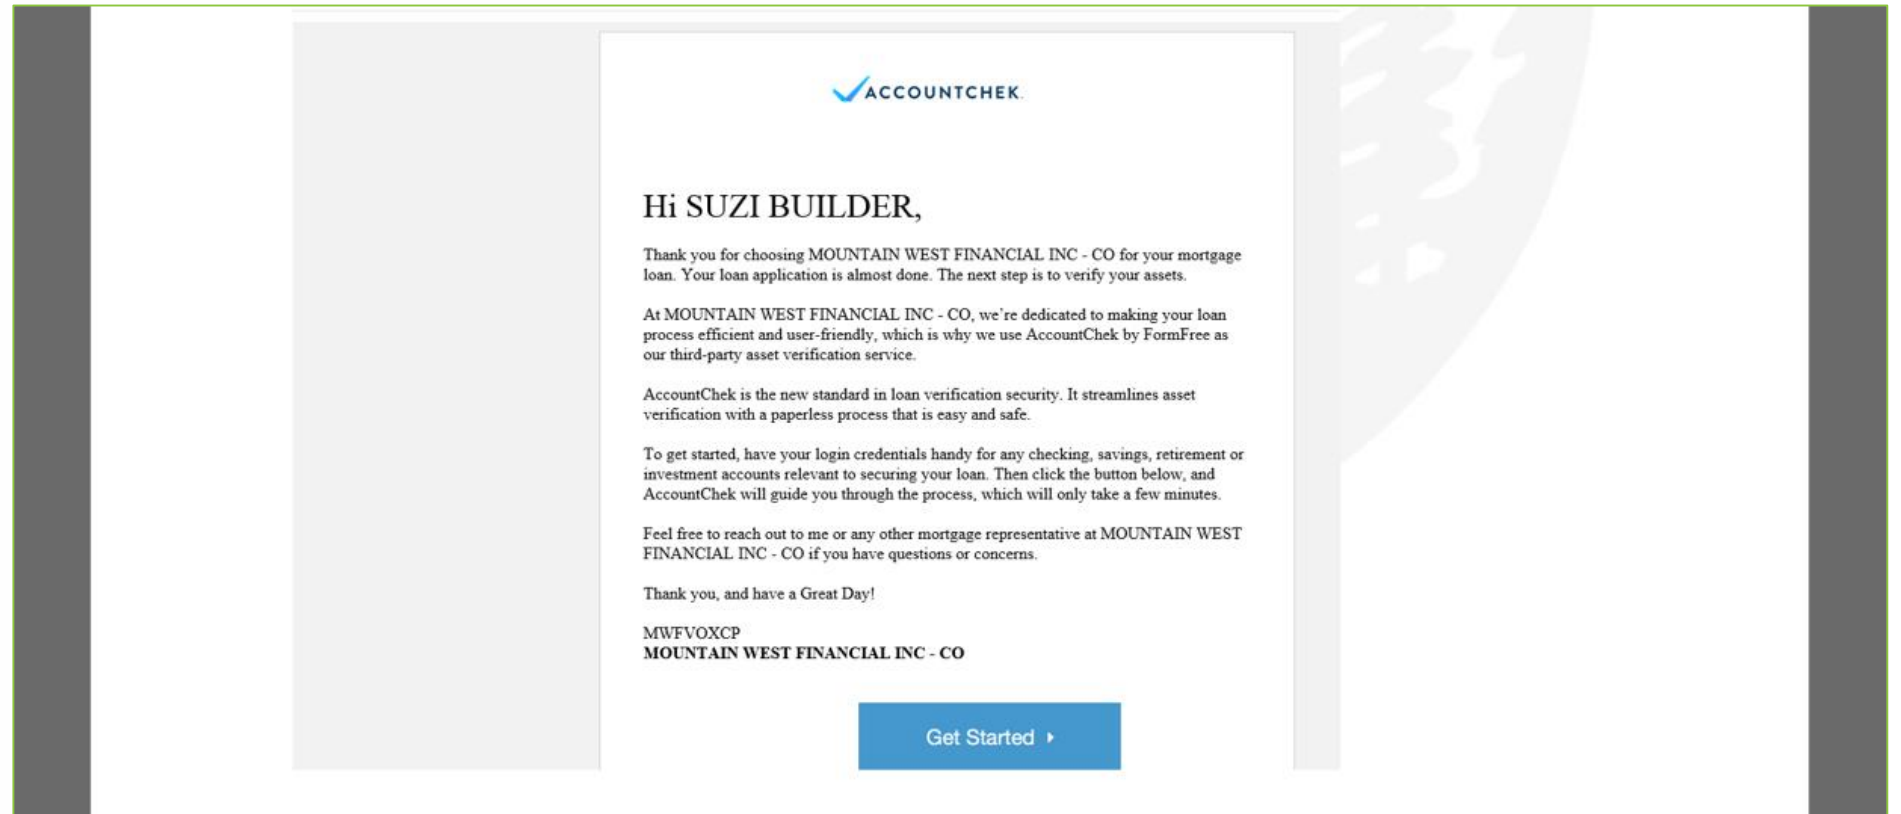 ACCOUNTCHEK.
Hi SUZI BUILDER,
Thank you for choosing MOUNTAIN WEST FINANCIAL INC - CO for your mortgage
loan. Your loan application is almost done. The next step is to verify your assets.
At MOUNTAIN WEST FINANCIAL INC - CO, we’re dedicated to making your loan
process efficient and user-friendly, which is why we use AccountChek by FormFree as
our third-party asset verification service.
AccountChek is the new standard in loan verification security. It streamlines asset
verification with a paperless process that is easy and safe.
To get started, have your login credentials handy for any checking, savings, retirement or
investment accounts relevant to securing your loan. Then click the button below, and
AccountChek will guide you through the process, which will only take a few minutes.
Feel free to reach out to me or any other mortgage representative at MOUNTAIN WEST
FINANCIAL INC - CO if you have questions or concerns.
Thank you, and have a Great Day!
MWFVOXCP
MOUNTAIN WEST FINANCIAL INC - CO
Get Started